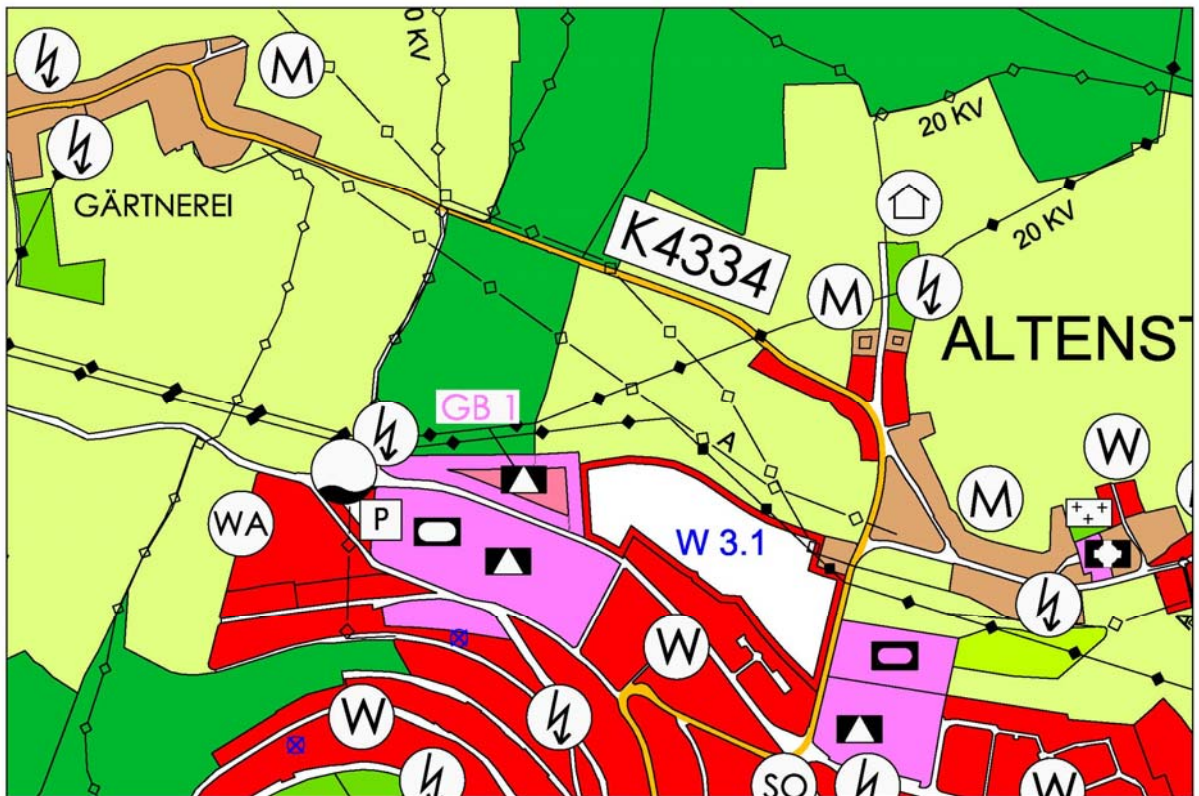 M
0 KV
20 KV
GÄRTNEREI
20 KV
K4334
M
ALTENST
GB 1
A
W
M
WA
P
W 3.1
W
W
SO
W